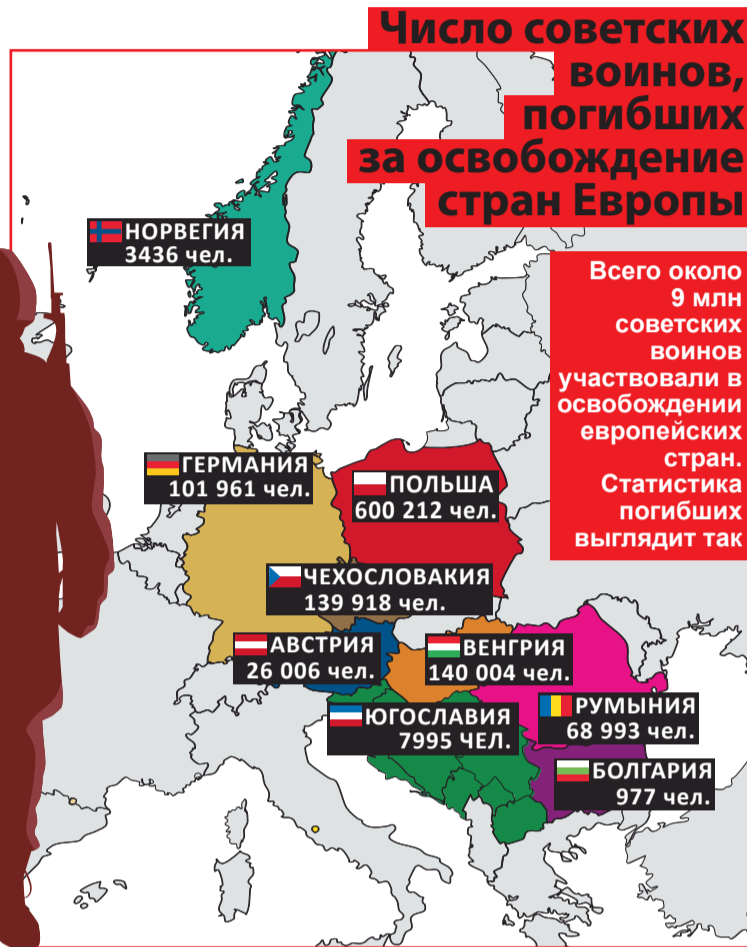 Число советских
воинов,
погибших
за освобождение
стран Европы
Всего около
9 млн
советских
воинов
участвовали в
освобождении
европейских
стран.
Статистика
погибших
выглядит так
НОРВЕГИЯ
3436 чел.
ГЕРМАНИЯ
101 961 чел.
ПОЛЬША
600 212 чел.
ЧЕХОСЛОВАКИЯ
139 918 чел.
АВСТРИЯ
26 006 чел.
ВЕНГРИЯ
140 004 чел.
ЮГОСЛАВИЯ
7995 ЧЕЛ.
РУМЫНИЯ
68 993 чел.
БОЛГАРИЯ
977 чел.